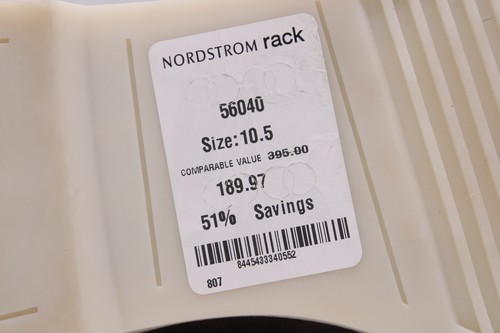 NORDSTROM rack
56040
Size:10.5
COMPARABLE VALUE 395.00
189.97
51% Savings
8445433340552
807